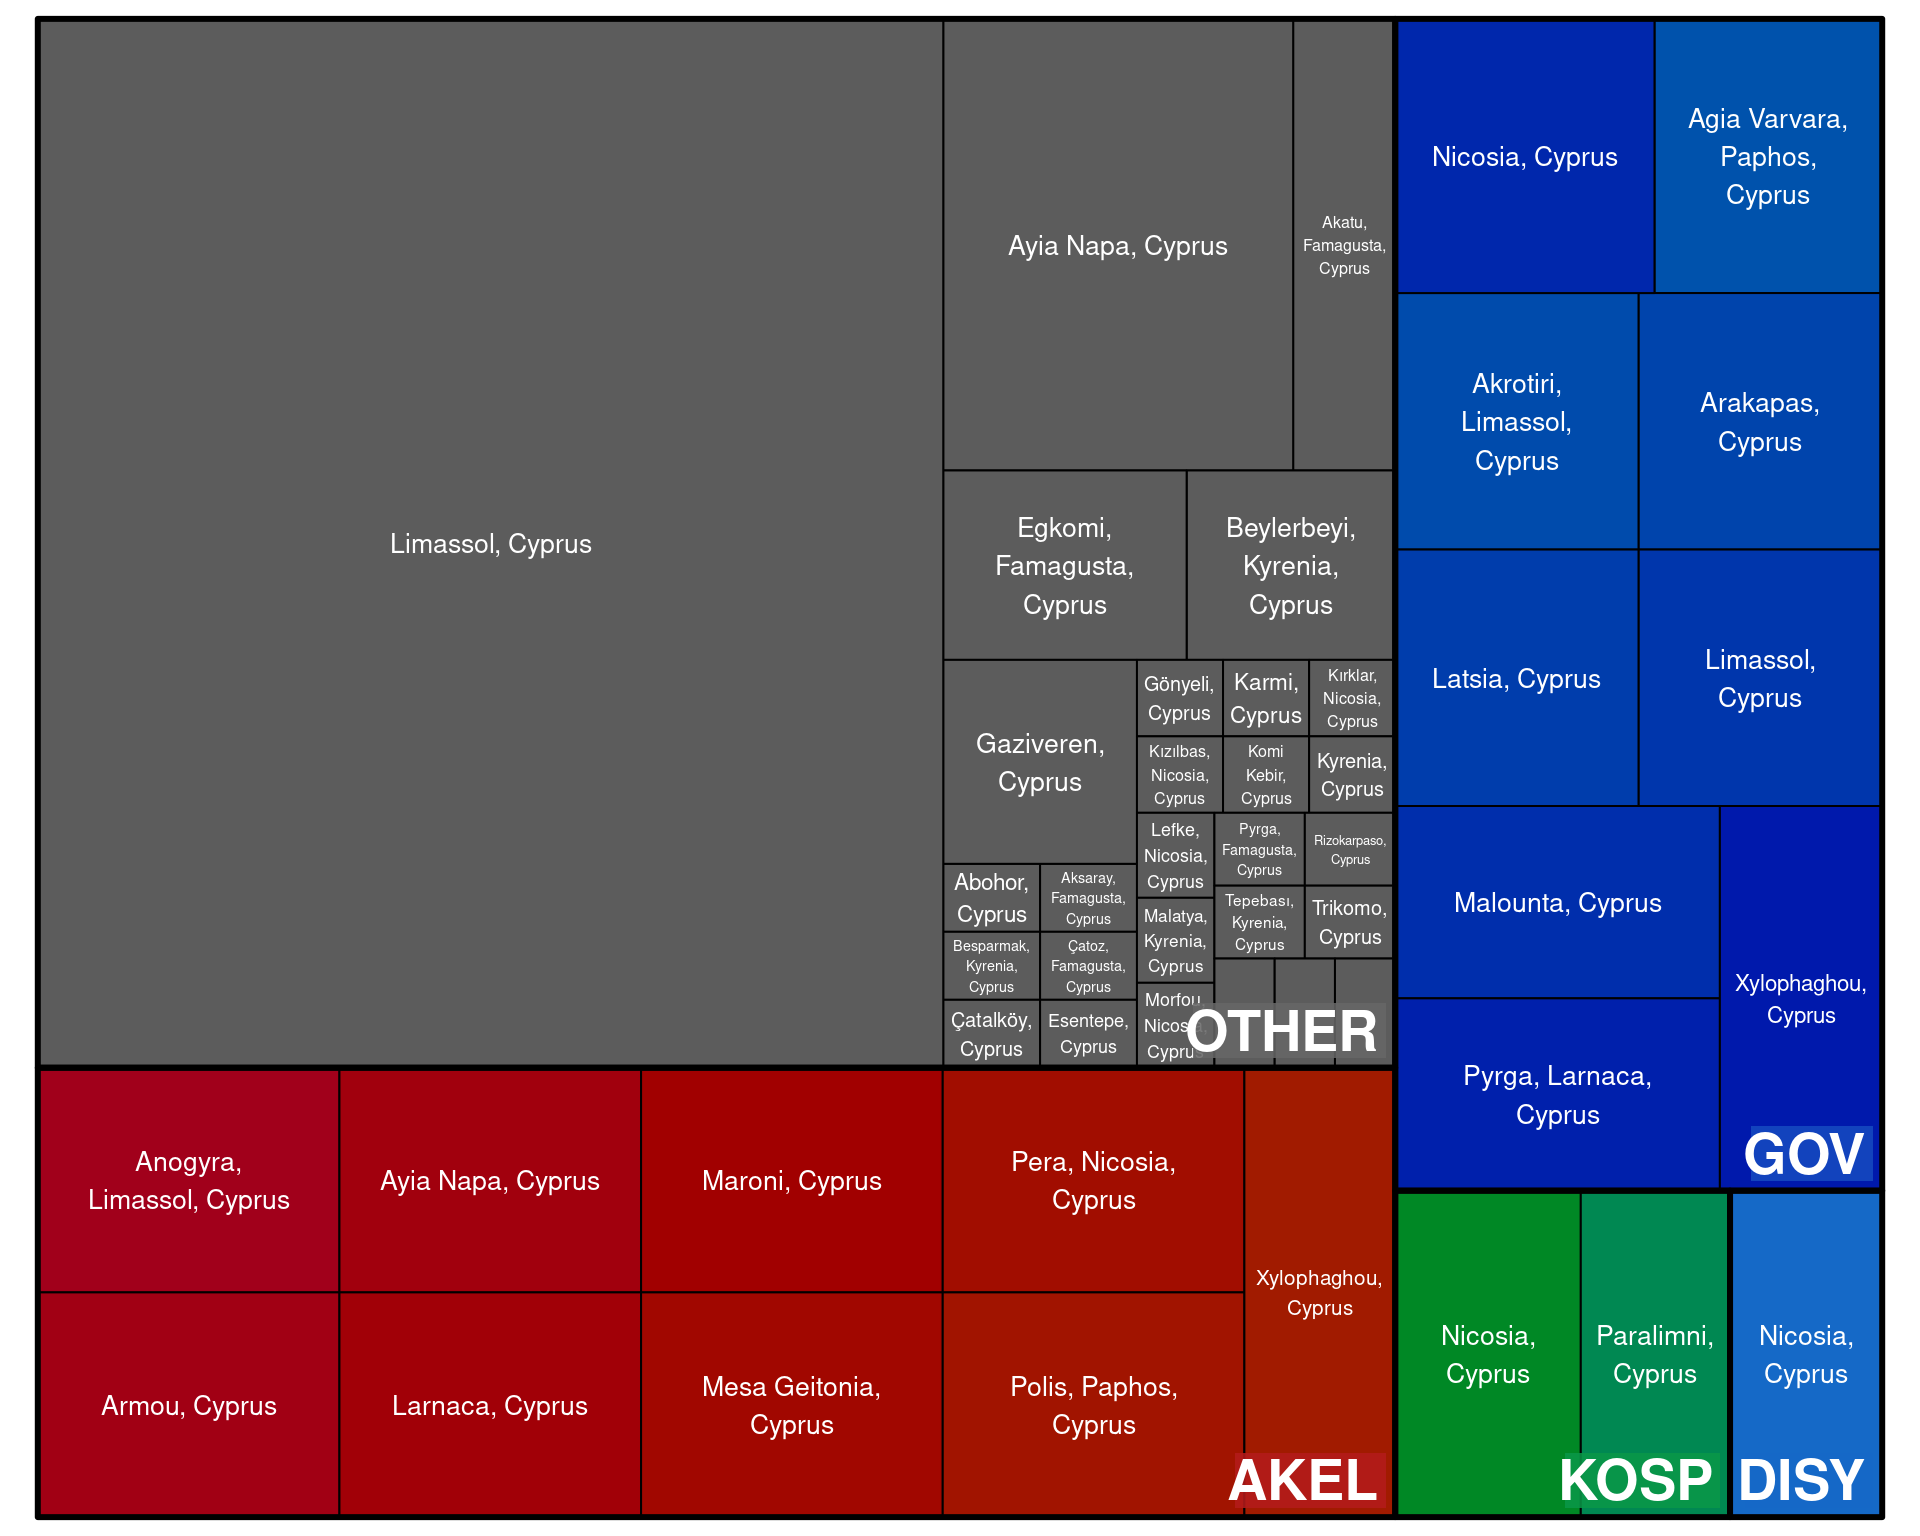 Limassol, Cyprus
Ayia Napa, Cyprus
Akatu,
Famagusta,
Cyprus
Egkomi,
Famagusta,
Cyprus
Beylerbeyi,
Kyrenia,
Cyprus
Gaziveren,
Cyprus
Gönyeli,
Cyprus
Karmi,
Cyprus
Kırklar,
Nicosia,
Cyprus
Kızılbas,
Nicosia,
Cyprus
Komi
Kebir,
Cyprus
Kyrenia,
Cyprus
Lefke,
Nicosia,
Cyprus
Pyrga,
Famagusta,
Cyprus
Rizokarpaso,
Cyprus
Abohor,
Cyprus
Aksaray,
Famagusta,
Cyprus
Malatya,
Kyrenia,
Cyprus
Tepebası,
Kyrenia,
Cyprus
Trikomo,
Cyprus
Besparmak,
Kyrenia,
Cyprus
Çatoz,
Famagusta,
Cyprus
Çatalköy,
Cyprus
Esentepe,
Cyprus
Morfou,
Nicosia,
Cyprus
OTHER
Anogyra,
Limassol, Cyprus
Ayia Napa, Cyprus
Maroni, Cyprus
Pera, Nicosia,
Cyprus
Xylophaghou,
Cyprus
Armou, Cyprus
Larnaca, Cyprus
Mesa Geitonia,
Cyprus
Polis, Paphos,
Cyprus
AKEL
Nicosia, Cyprus
Agia Varvara,
Paphos,
Cyprus
Akrotiri,
Limassol,
Cyprus
Arakapas,
Cyprus
Latsia, Cyprus
Limassol,
Cyprus
Malounta, Cyprus
Xylophaghou,
Cyprus
Pyrga, Larnaca,
Cyprus
GOV
Nicosia,
Cyprus
Paralimni,
Cyprus
KOSP
Nicosia,
Cyprus
DISY